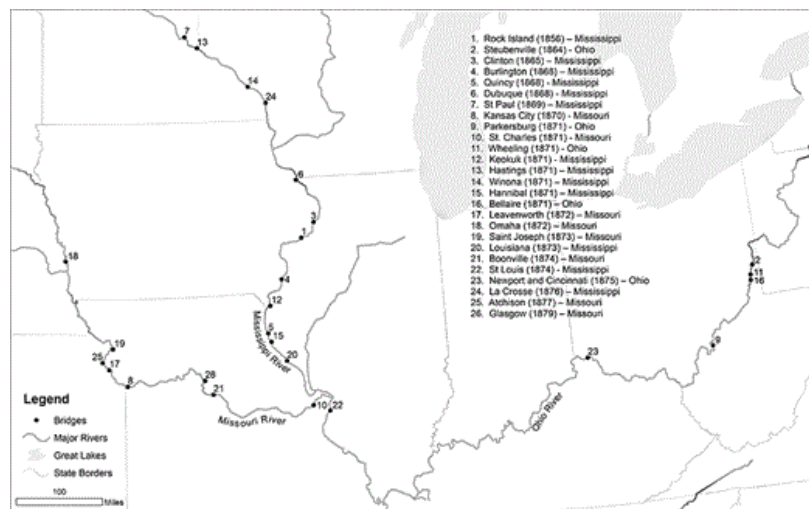 1. Rock Island (1856) – Mississippi
2. Steubenville (1864) - Ohio
3. Clinton (1865) – Mississippi
4. Burlington (1868) – Mississippi
5. Quincy (1868) - Mississippi
6. Dubuque (1868) - Mississippi
7. St Paul (1869) – Mississippi
8. Kansas City (1870) – Missouri
9. Parkersburg (1871) - Ohio
10. St. Charles (1871) - Missouri
11. Wheeling (1871) - Ohio
12. Keokuk (1871) - Mississippi
13. Hastings (1871) – Mississippi
14. Winona (1871) – Mississippi
15. Hannibal (1871) – Mississippi
16. Bellaire (1871) – Ohio
17. Leavenworth (1872) – Missouri
18. Omaha (1872) – Missouri
19. Saint Joseph (1873) – Missouri
20. Louisiana (1873) – Mississippi
21. Boonville (1874) – Missouri
22. St Louis (1874) - Mississippi
23. Newport and Cincinnati (1875) – Ohio
24. La Crosse (1876) – Mississippi
25. Atchison (1877) – Missouri
26. Glasgow (1879) – Missouri
7
13
14
24
6
3
1
18
4
2
11
16
12
Mississippi River
5
15
19
25
17
20
23
9
8
26
21
10
22
Missouri River
Ohio River
Legend
Bridges
Major Rivers
Great Lakes
State Borders
100
Miles